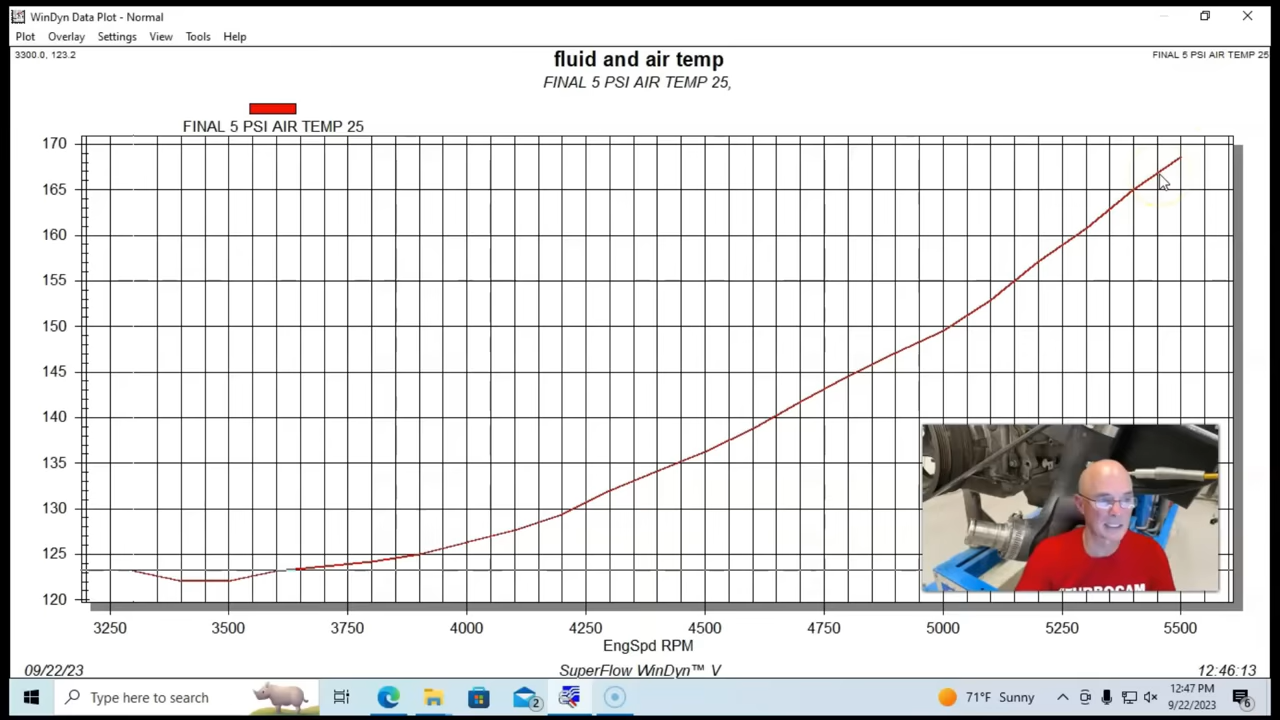 WinDyn Data Plot - Normal
Plot Overlay Settings View Tools Help
3300.0, 123.2
fluid and air temp
FINAL 5 PSI AIR TEMP 25
FINAL 5 PSI AIR TEMP 25,
FINAL 5 PSI AIR TEMP 25
170
165
160
155
150
145
140
135
130
125
120
3250 3500 3750 4000 4250 4500 4750 5000 5250 5500
EngSpd RPM
09/22/23
SuperFlow WinDyn™ V
12:46:13
Type here to search
2
71°F Sunny
12:47 PM
9/22/2023
6